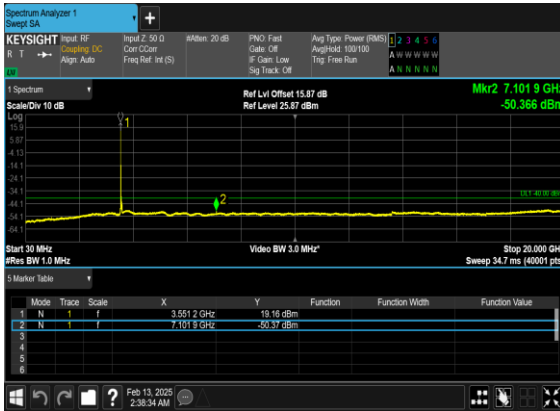 Spectrum Analyzer 1
Swept SA
+
KEYSIGHT Input: RF Input Z: 50 Ω #Atten: 20 dB PNO: Fast Avg Type: Power (RMS) 1 2 3 4 5 6
R T Coupling: DC Corr CCorr Gate: Off Avg|Hold: 100/100 A W W W W W
Align: Auto Freq Ref: Int (S) IF Gain: Low Trig: Free Run
Sig Track: Off A N N N N N
1 Spectrum
Scale/Div 10 dB
Ref Lvl Offset 15.87 dB
Ref Level 25.87 dBm
Mkr2 7.101 9 GHz
-50.366 dBm
Log
15.9
5.87
-4.13
-14.1
-24.1
-34.1
-44.1
-54.1
-64.1
1
2
DL1 -40.00 dBm
Start 30 MHz Video BW 3.0 MHz* Stop 20.000 GHz
#Res BW 1.0 MHz Sweep 34.7 ms (40001 pts)
5 Marker Table
Mode Trace Scale X Y Function Function Width Function Value
1 N 1 f 3.551 2 GHz 19.16 dBm
2 N 1 f 7.101 9 GHz -50.37 dBm
3
4
5
6
? Feb 13, 2025
2:38:34 AM